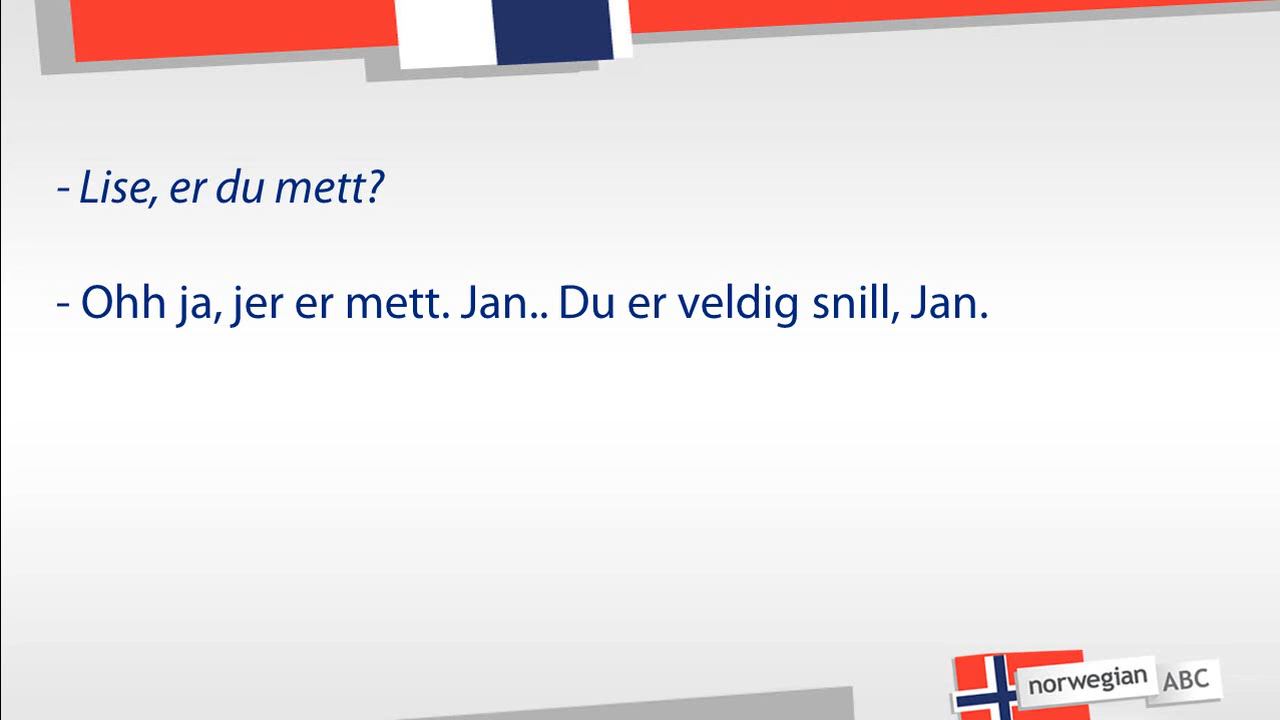 - Lise, er du mett?
- Ohh ja, jer er mett. Jan.. Du er veldig snill, Jan.
norwegian ABC